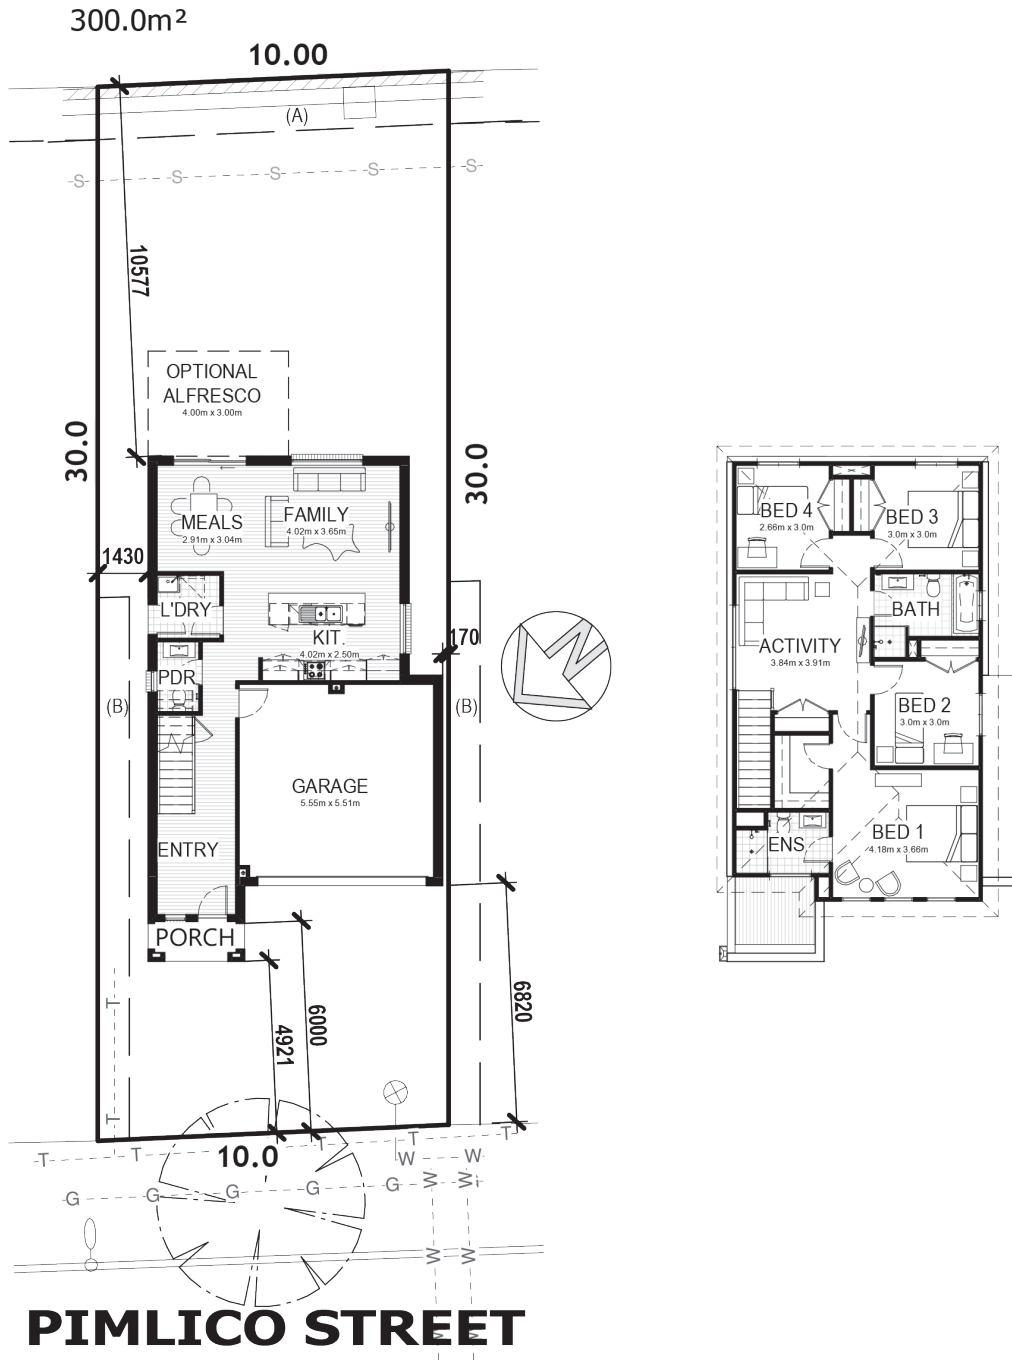 300.0m²
10.00
(A)
S S S S S
10577
OPTIONAL
ALFRESCO
4.00m x 3.00m
30.0
30.0
MEALS
2.91m x 3.04m
FAMILY
4.02m x 3.65m
1430
L'DRY
KIT.
4.02m x 2.50m
170
N
PDR
(B)
(B)
GARAGE
5.55m x 5.51m
ENTRY
PORCH
6820
6000
4921
T
T
10.0
T T T T T
W W
G G G G G
W W
W W
W W
PIMLICO STREET
BED 4
2.66m x 3.0m
BED 3
3.0m x 3.0m
BATH
ACTIVITY
3.84m x 3.91m
BED 2
3.0m x 3.0m
BED 1
4.18m x 3.66m
ENS